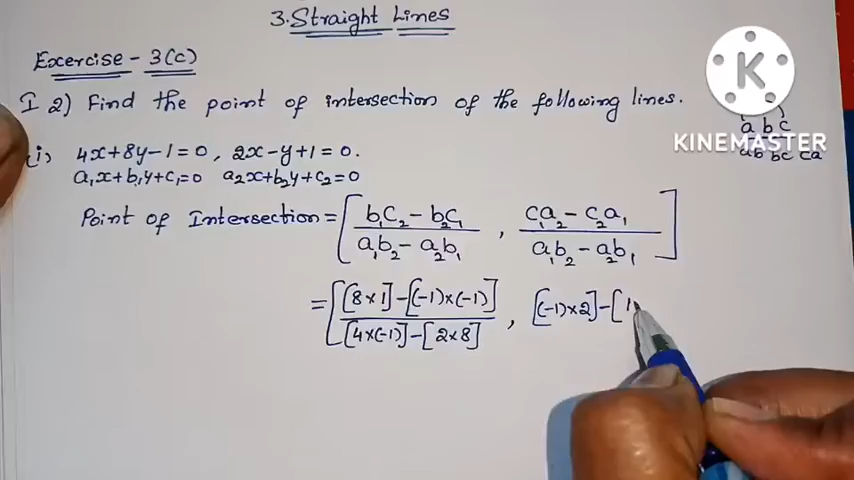 3.Straight Lines
Exercise - 3(c)
I 2) Find the point of intersection of the following lines.
i) 4x+8y-1=0, 2x-y+1=0.
a₁x+b₁y+c₁=0 a₂x+b₂y+c₂=0
Point of Intersection = [ (b₁c₂ - b₂c₁)/(a₁b₂ - a₂b₁) , (c₁a₂ - c₂a₁)/(a₁b₂ - a₂b₁) ]
= [ ([8×1]-[(-1)×(-1)])/([4×(-1)]-[2×8]) , [(-1)×2]-[1
K
KINEMASTER
a b c
ab bc ca